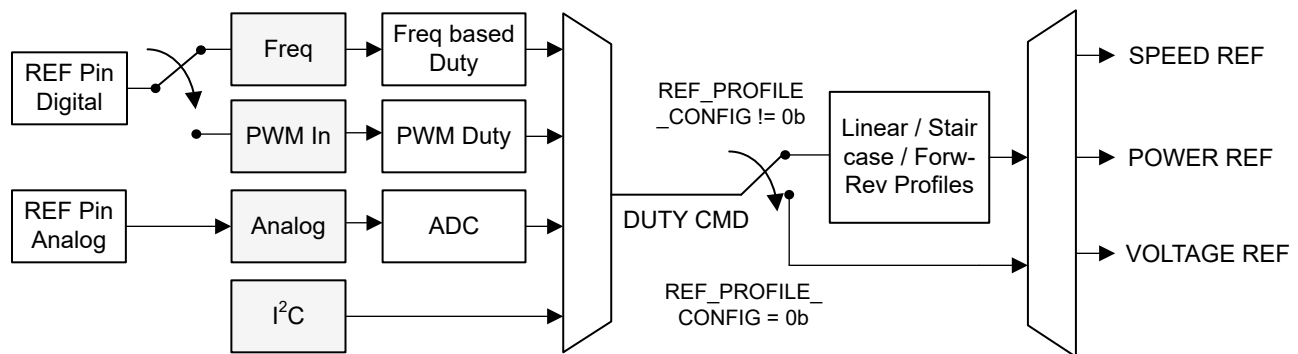 REF Pin
Digital
Freq
Freq based
Duty
PWM In
PWM Duty
REF Pin
Analog
Analog
ADC
I²C
DUTY CMD
REF_PROFILE
_CONFIG != 0b
REF_PROFILE_
CONFIG = 0b
Linear / Stair
case / Forw-
Rev Profiles
SPEED REF
POWER REF
VOLTAGE REF